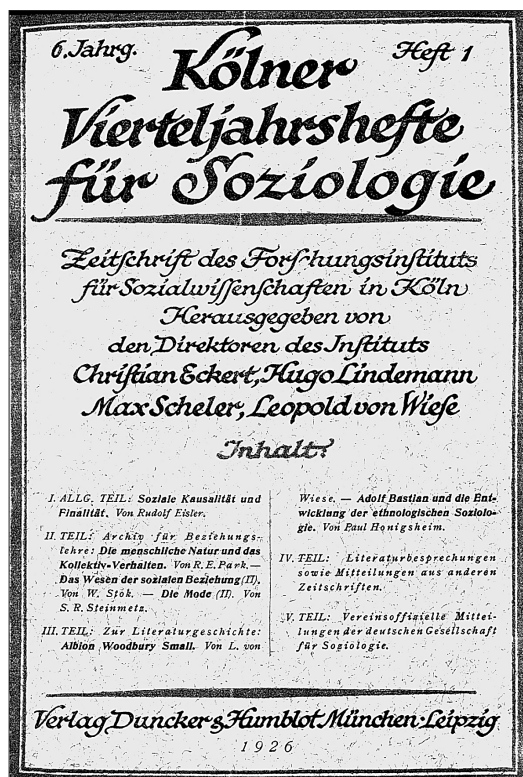 6. Jahrg.
Heft 1
Kölner
Vierteljahrshefte
für Soziologie
Zeitschrift des Forschungsinstituts
für Sozialwissenschaften in Köln
Herausgegeben von
den Direktoren des Instituts
Christian Eckert, Hugo Lindemann
Max Scheler, Leopold von Wiese
Inhalt:
I. ALLG. TEIL: Soziale Kausalität und
Finalität. Von Rudolf Eisler.
II. TEIL: Archiv für Beziehungs-
lehre: Die menschliche Natur und das
Kollektiv-Verhalten. Von R. E. Park. —
Das Wesen der sozialen Beziehung (II).
Von W. Stok. — Die Mode (II). Von
S. R. Steinmetz.
III. TEIL: Zur Literaturgeschichte:
Albion Woodbury Small. Von L. von
Wiese. — Adolf Bastian und die Ent-
wicklung der ethnologischen Soziolo-
gie. Von Paul Honigsheim.
IV. TEIL: Literaturbesprechungen
sowie Mitteilungen aus anderen
Zeitschriften.
V. TEIL: Vereinsoffizielle Mittei-
lungen der deutschen Gesellschaft
für Soziologie.
Verlag Duncker & Humblot München-Leipzig
1926